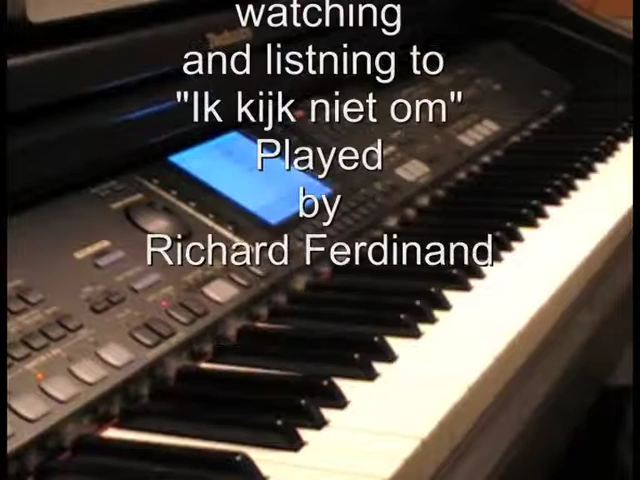 watching
and listning to
"Ik kijk niet om"
Played
by
Richard Ferdinand